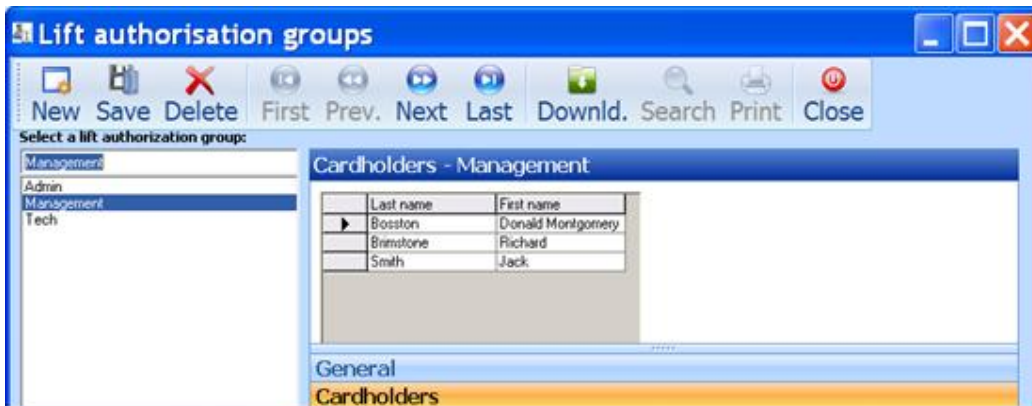 Lift authorisation groups
New Save Delete First Prev. Next Last Downld. Search Print Close
Select a lift authorization group:
Management
Admin
Management
Tech
Cardholders - Management
Last name First name
Bosston Donald Montgomery
Brimstone Richard
Smith Jack
General
Cardholders